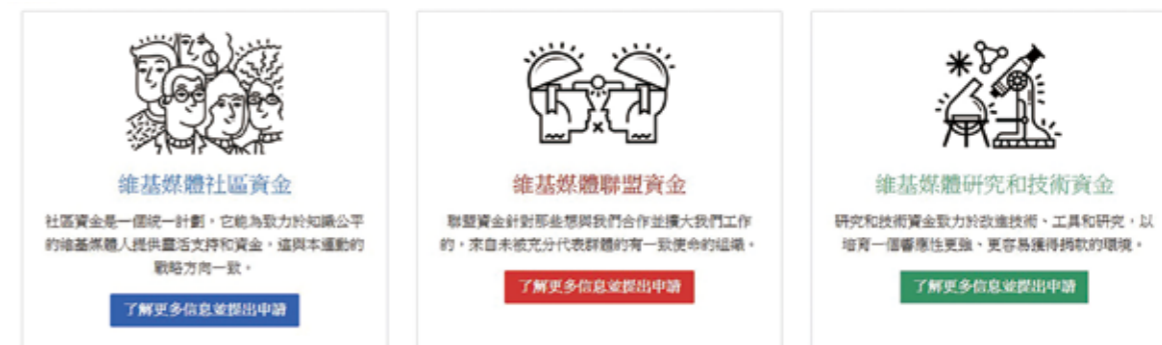 維基媒體社區資金
社區資金是一個統一計劃，它能為致力於知識公平
的維基媒體人提供靈活支持和資金，這與本運動的
戰略方向一致。
了解更多信息並提出申請
維基媒體聯盟資金
聯盟資金針對那些想與我們合作並擴大我們工作
的，來自未被充分代表群體的有一致使命的組織。
了解更多信息並提出申請
維基媒體研究和技術資金
研究和技術資金致力於改進技術、工具和研究，以
培育一個響應性更強、更容易獲得捐款的環境。
了解更多信息並提出申請